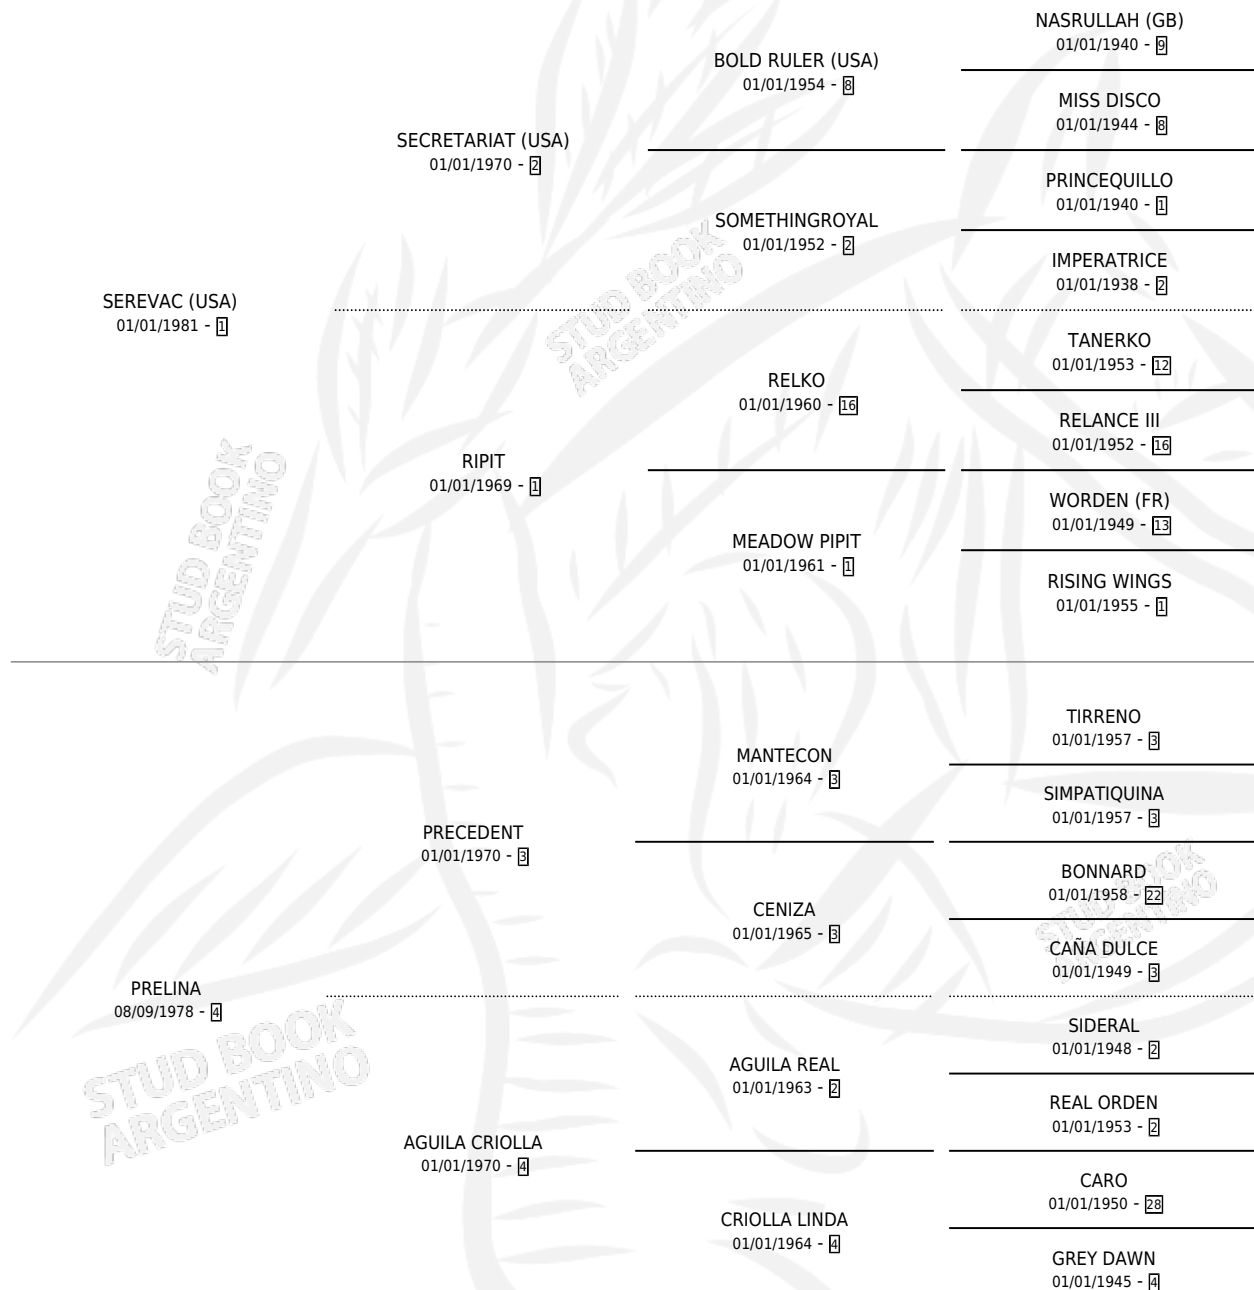 NASRULLAH (GB)
01/01/1940 - 9
BOLD RULER (USA)
01/01/1954 - 8
MISS DISCO
01/01/1944 - 8
SECRETARIAT (USA)
01/01/1970 - 2
PRINCEQUILLO
01/01/1940 - 1
SOMETHINGROYAL
01/01/1952 - 2
IMPERATRICE
01/01/1938 - 2
SEREVAC (USA)
01/01/1981 - 1
TANERKO
01/01/1953 - 12
RELKO
01/01/1960 - 16
RELANCE III
01/01/1952 - 16
RIPIT
01/01/1969 - 1
WORDEN (FR)
01/01/1949 - 13
MEADOW PIPIT
01/01/1961 - 1
RISING WINGS
01/01/1955 - 1
TIRRENO
01/01/1957 - 3
MANTECON
01/01/1964 - 3
SIMPATIQUINA
01/01/1957 - 3
PRECEDENT
01/01/1970 - 3
BONNARD
01/01/1958 - 22
CENIZA
01/01/1965 - 3
CAÑA DULCE
01/01/1949 - 3
PRELINA
08/09/1978 - 4
SIDERAL
01/01/1948 - 2
AGUILA REAL
01/01/1963 - 2
REAL ORDEN
01/01/1953 - 2
AGUILA CRIOLLA
01/01/1970 - 4
CARO
01/01/1950 - 28
CRIOLLA LINDA
01/01/1964 - 4
GREY DAWN
01/01/1945 - 4
STUD BOOK
ARGENTINO
STUD BOOK
ARGENTINO
STUD BOOK
ARGENTINO
STUD BOOK
ARGENTINO